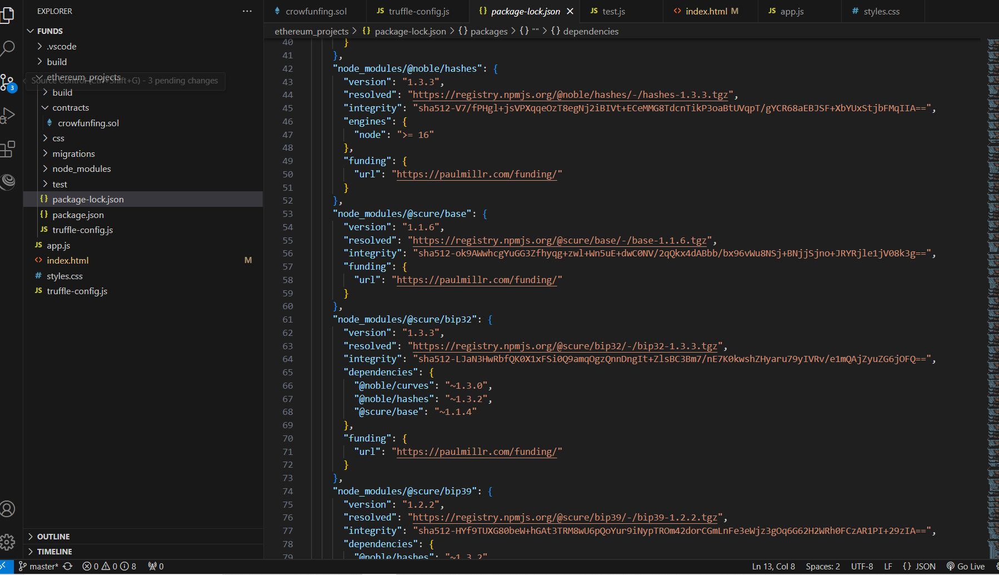 EXPLORER
FUNDS
.vscode
build
ethereum_projects
Source Control (Ctrl+Shift+G) - 3 pending changes
3
build
contracts
crowfunfing.sol
css
migrations
node_modules
test
{} package-lock.json
{} package.json
JS truffle-config.js
JS app.js
<> index.html M
# styles.css
JS truffle-config.js
OUTLINE
TIMELINE
crowfunfing.sol JS truffle-config.js {} package-lock.json JS test.js <> index.html M JS app.js # styles.css
ethereum_projects > {} package-lock.json > {} packages > {} "" > {} dependencies
40 }
41 },
42 "node_modules/@noble/hashes": {
43 "version": "1.3.3",
44 "resolved": "https://registry.npmjs.org/@noble/hashes/-/hashes-1.3.3.tgz",
45 "integrity": "sha512-V7/fPHgl+jsVPXqqeOzT8egNj2iBIVt+ECeMMG8TdcnTikP3oaBtUVqpT/gYCR68aEBJSF+XbYUxStjbFMqIIA==",
46 "engines": {
47 "node": ">= 16"
48 },
49 "funding": {
50 "url": "https://paulmillr.com/funding/"
51 }
52 },
53 "node_modules/@scure/base": {
54 "version": "1.1.6",
55 "resolved": "https://registry.npmjs.org/@scure/base/-/base-1.1.6.tgz",
56 "integrity": "sha512-ok9AWwhcgYuGG3Zfhyqg+zwl+Wn5uE+dwC0NV/2qQkx4dABbb/bx96vWu8NSj+BNjjSjno+JRYRjle1jV08k3g==",
57 "funding": {
58 "url": "https://paulmillr.com/funding/"
59 }
60 },
61 "node_modules/@scure/bip32": {
62 "version": "1.3.3",
63 "resolved": "https://registry.npmjs.org/@scure/bip32/-/bip32-1.3.3.tgz",
64 "integrity": "sha512-LJaN3HwRbfQK0X1xFSi0Q9amqOgzQnnDngIt+ZlsBC3Bm7/nE7K0kwshZHyaru79yIVRv/e1mQAjZyuZG6jOFQ==",
65 "dependencies": {
66 "@noble/curves": "~1.3.0",
67 "@noble/hashes": "~1.3.2",
68 "@scure/base": "~1.1.4"
69 },
70 "funding": {
71 "url": "https://paulmillr.com/funding/"
72 }
73 },
74 "node_modules/@scure/bip39": {
75 "version": "1.2.2",
76 "resolved": "https://registry.npmjs.org/@scure/bip39/-/bip39-1.2.2.tgz",
77 "integrity": "sha512-HYf9TUXG80beW+hGAt3TRM8wU6pQoYur9iNypTROm42dorCGmLnFe3eWjz3gOq6G62H2WRh0FCzAR1PI+29zIA==",
78 "dependencies": {
79 "@noble/hashes": "~1.3.2"
master* 0 0 8 0 Ln 13, Col 8 Spaces: 2 UTF-8 LF {} JSON Go Live